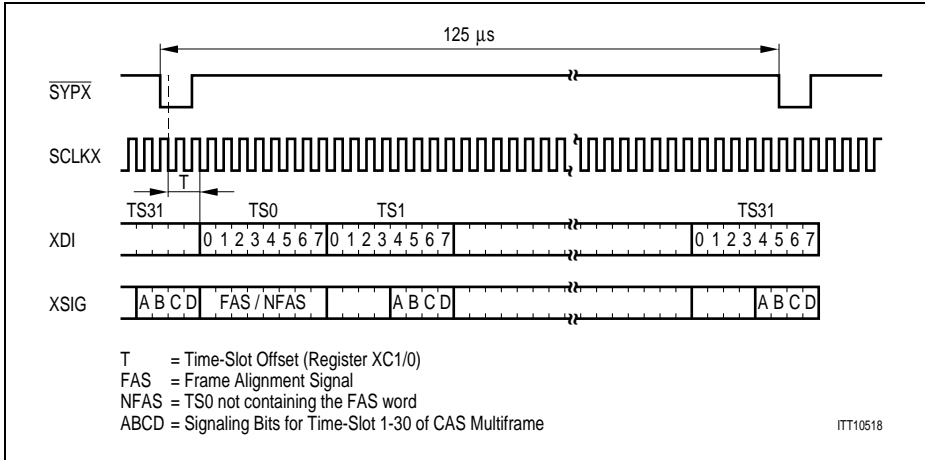 125 µs
SYPX
SCLKX
T
TS31 TS0 TS1 TS31
XDI 0 1 2 3 4 5 6 7 0 1 2 3 4 5 6 7 0 1 2 3 4 5 6 7
XSIG A B C D FAS / NFAS A B C D A B C D
T = Time-Slot Offset (Register XC1/0)
FAS = Frame Alignment Signal
NFAS = TS0 not containing the FAS word
ABCD = Signaling Bits for Time-Slot 1-30 of CAS Multiframe
ITT10518